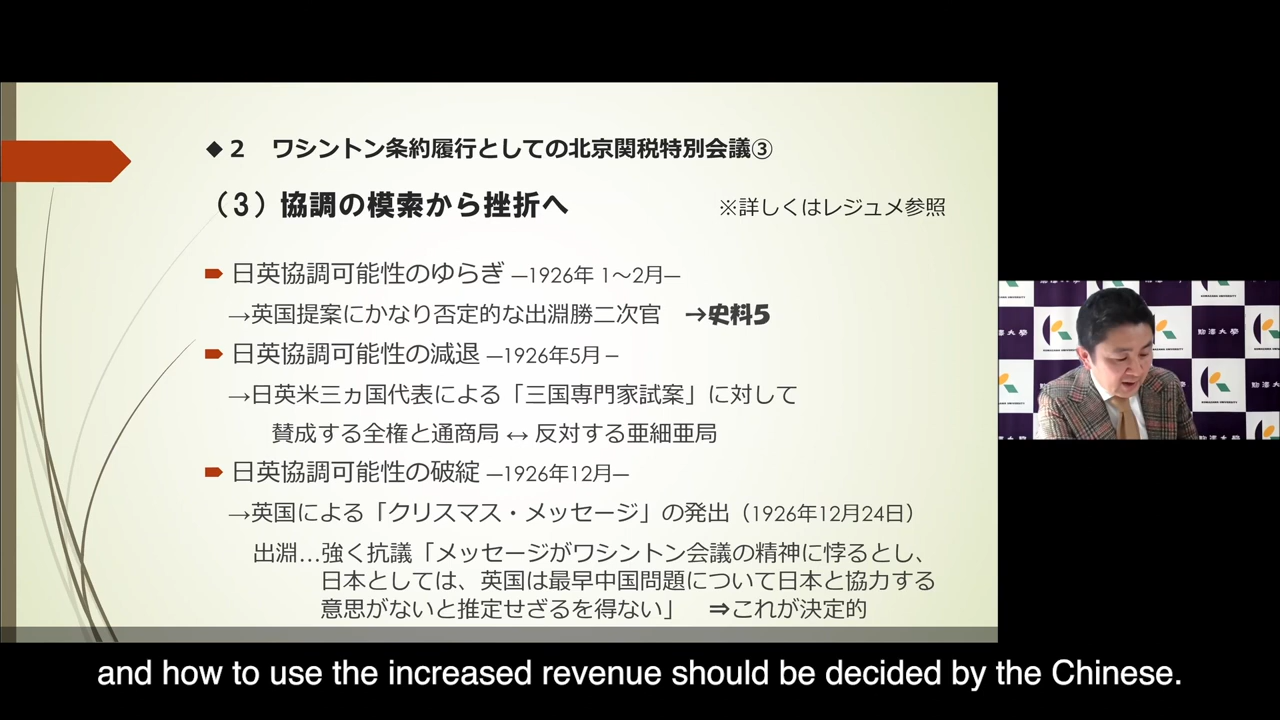 ◆2 ワシントン条約履行としての北京関税特別会議③
（3）協調の模索から挫折へ
※詳しくはレジュメ参照
日英協調可能性のゆらぎ ―1926年 1～2月―
→英国提案にかなり否定的な出淵勝二次官 →史料5
日英協調可能性の減退 ―1926年5月 ―
→日英米三ヵ国代表による「三国専門家試案」に対して
賛成する全権と通商局 ↔ 反対する亜細亜局
日英協調可能性の破綻 ―1926年12月―
→英国による「クリスマス・メッセージ」の発出（1926年12月24日）
出淵…強く抗議「メッセージがワシントン会議の精神に悖るとし、
日本としては、英国は最早中国問題について日本と協力する
意思がないと推定せざるを得ない」 ⇒これが決定的
駒澤大學
KOMAZAWA UNIVERSITY
and how to use the increased revenue should be decided by the Chinese.